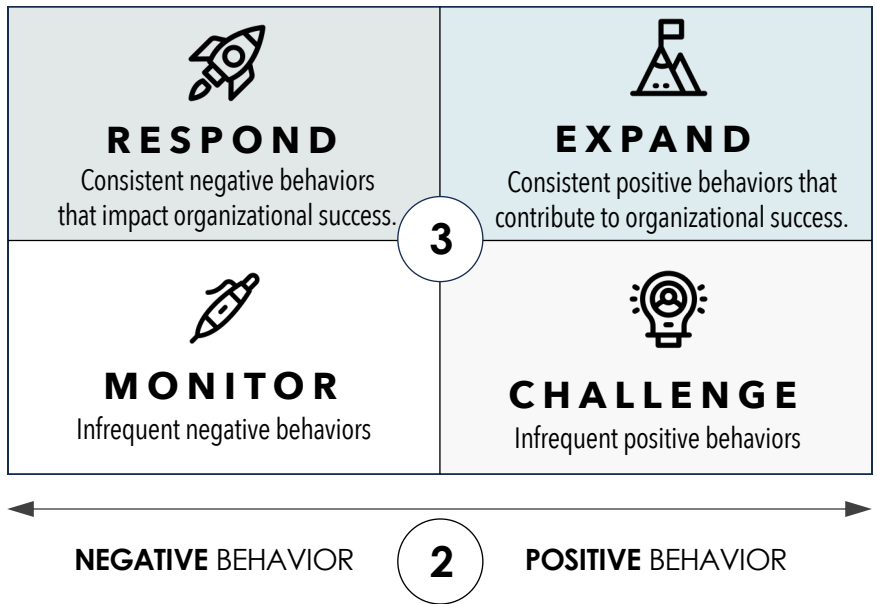 RESPOND
Consistent negative behaviors
that impact organizational success.
EXPAND
Consistent positive behaviors that
contribute to organizational success.
3
MONITOR
Infrequent negative behaviors
CHALLENGE
Infrequent positive behaviors
NEGATIVE BEHAVIOR
2
POSITIVE BEHAVIOR